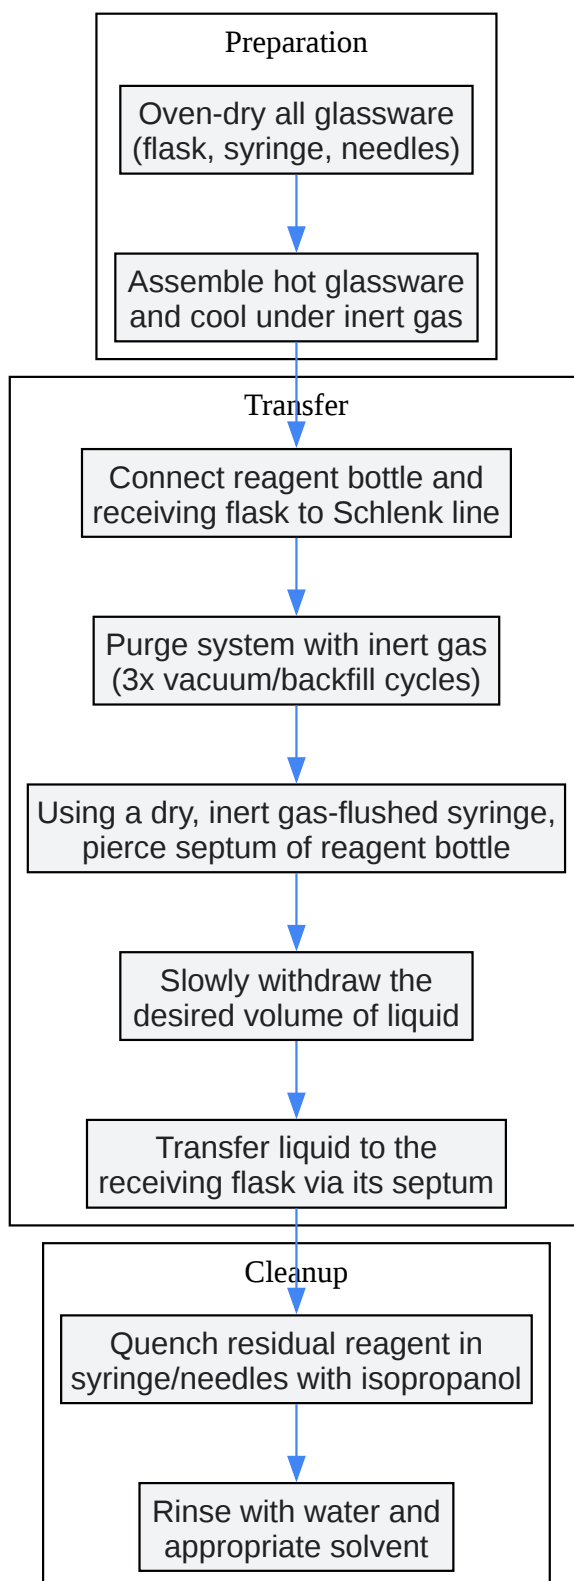 Preparation
Oven-dry all glassware
(flask, syringe, needles)
Assemble hot glassware
and cool under inert gas
Transfer
Connect reagent bottle and
receiving flask to Schlenk line
Purge system with inert gas
(3x vacuum/backfill cycles)
Using a dry, inert gas-flushed syringe,
pierce septum of reagent bottle
Slowly withdraw the
desired volume of liquid
Transfer liquid to the
receiving flask via its septum
Cleanup
Quench residual reagent in
syringe/needles with isopropanol
Rinse with water and
appropriate solvent